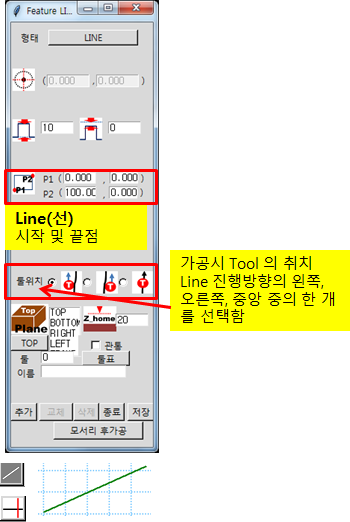 Feature LI...
형태 LINE
(0.000 ,0.000 )
10 0
P2 P1 P1 (0.000 ,0.000 )
P2 (100.00 ,0.000 )
Line(선)
시작 및 끝점
가공시 Tool 의 취치
Line 진행방향의 왼쪽,
오른쪽, 중앙 중의 한 개
를 선택함
툴위치 T T T
Top Plane
TOP
BOTTOM
RIGHT
LEFT
Z_home 20
TOP
관통
툴 0 툴표
이름
추가 교체 삭제 종료 저장
모서리 후가공